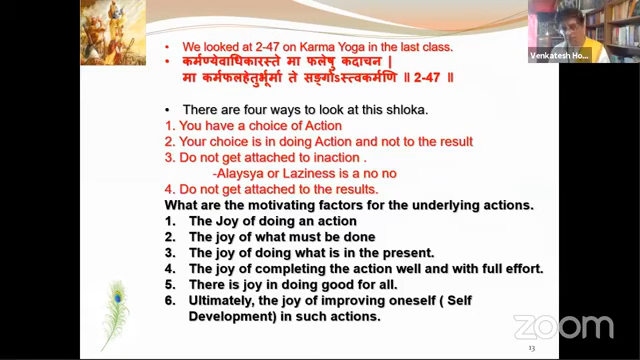 We looked at 2-47 on Karma Yoga in the last class.
कर्मण्येवाधिकारस्ते मा फलेषु कदाचन |
मा कर्मफलहेतुर्भूर्मा ते सङ्गोsस्त्वकर्मणि || 2-47 ||
There are four ways to look at this shloka.
1. You have a choice of Action
2. Your choice is in doing Action and not to the result
3. Do not get attached to inaction .
-Alaysya or Laziness is a no no
4. Do not get attached to the results.
What are the motivating factors for the underlying actions.
1. The Joy of doing an action
2. The joy of what must be done
3. The joy of doing what is in the present.
4. The joy of completing the action well and with full effort.
5. There is joy in doing good for all.
6. Ultimately, the joy of improving oneself ( Self
Development) in such actions.
13
Venkatesh Ho...
zoom